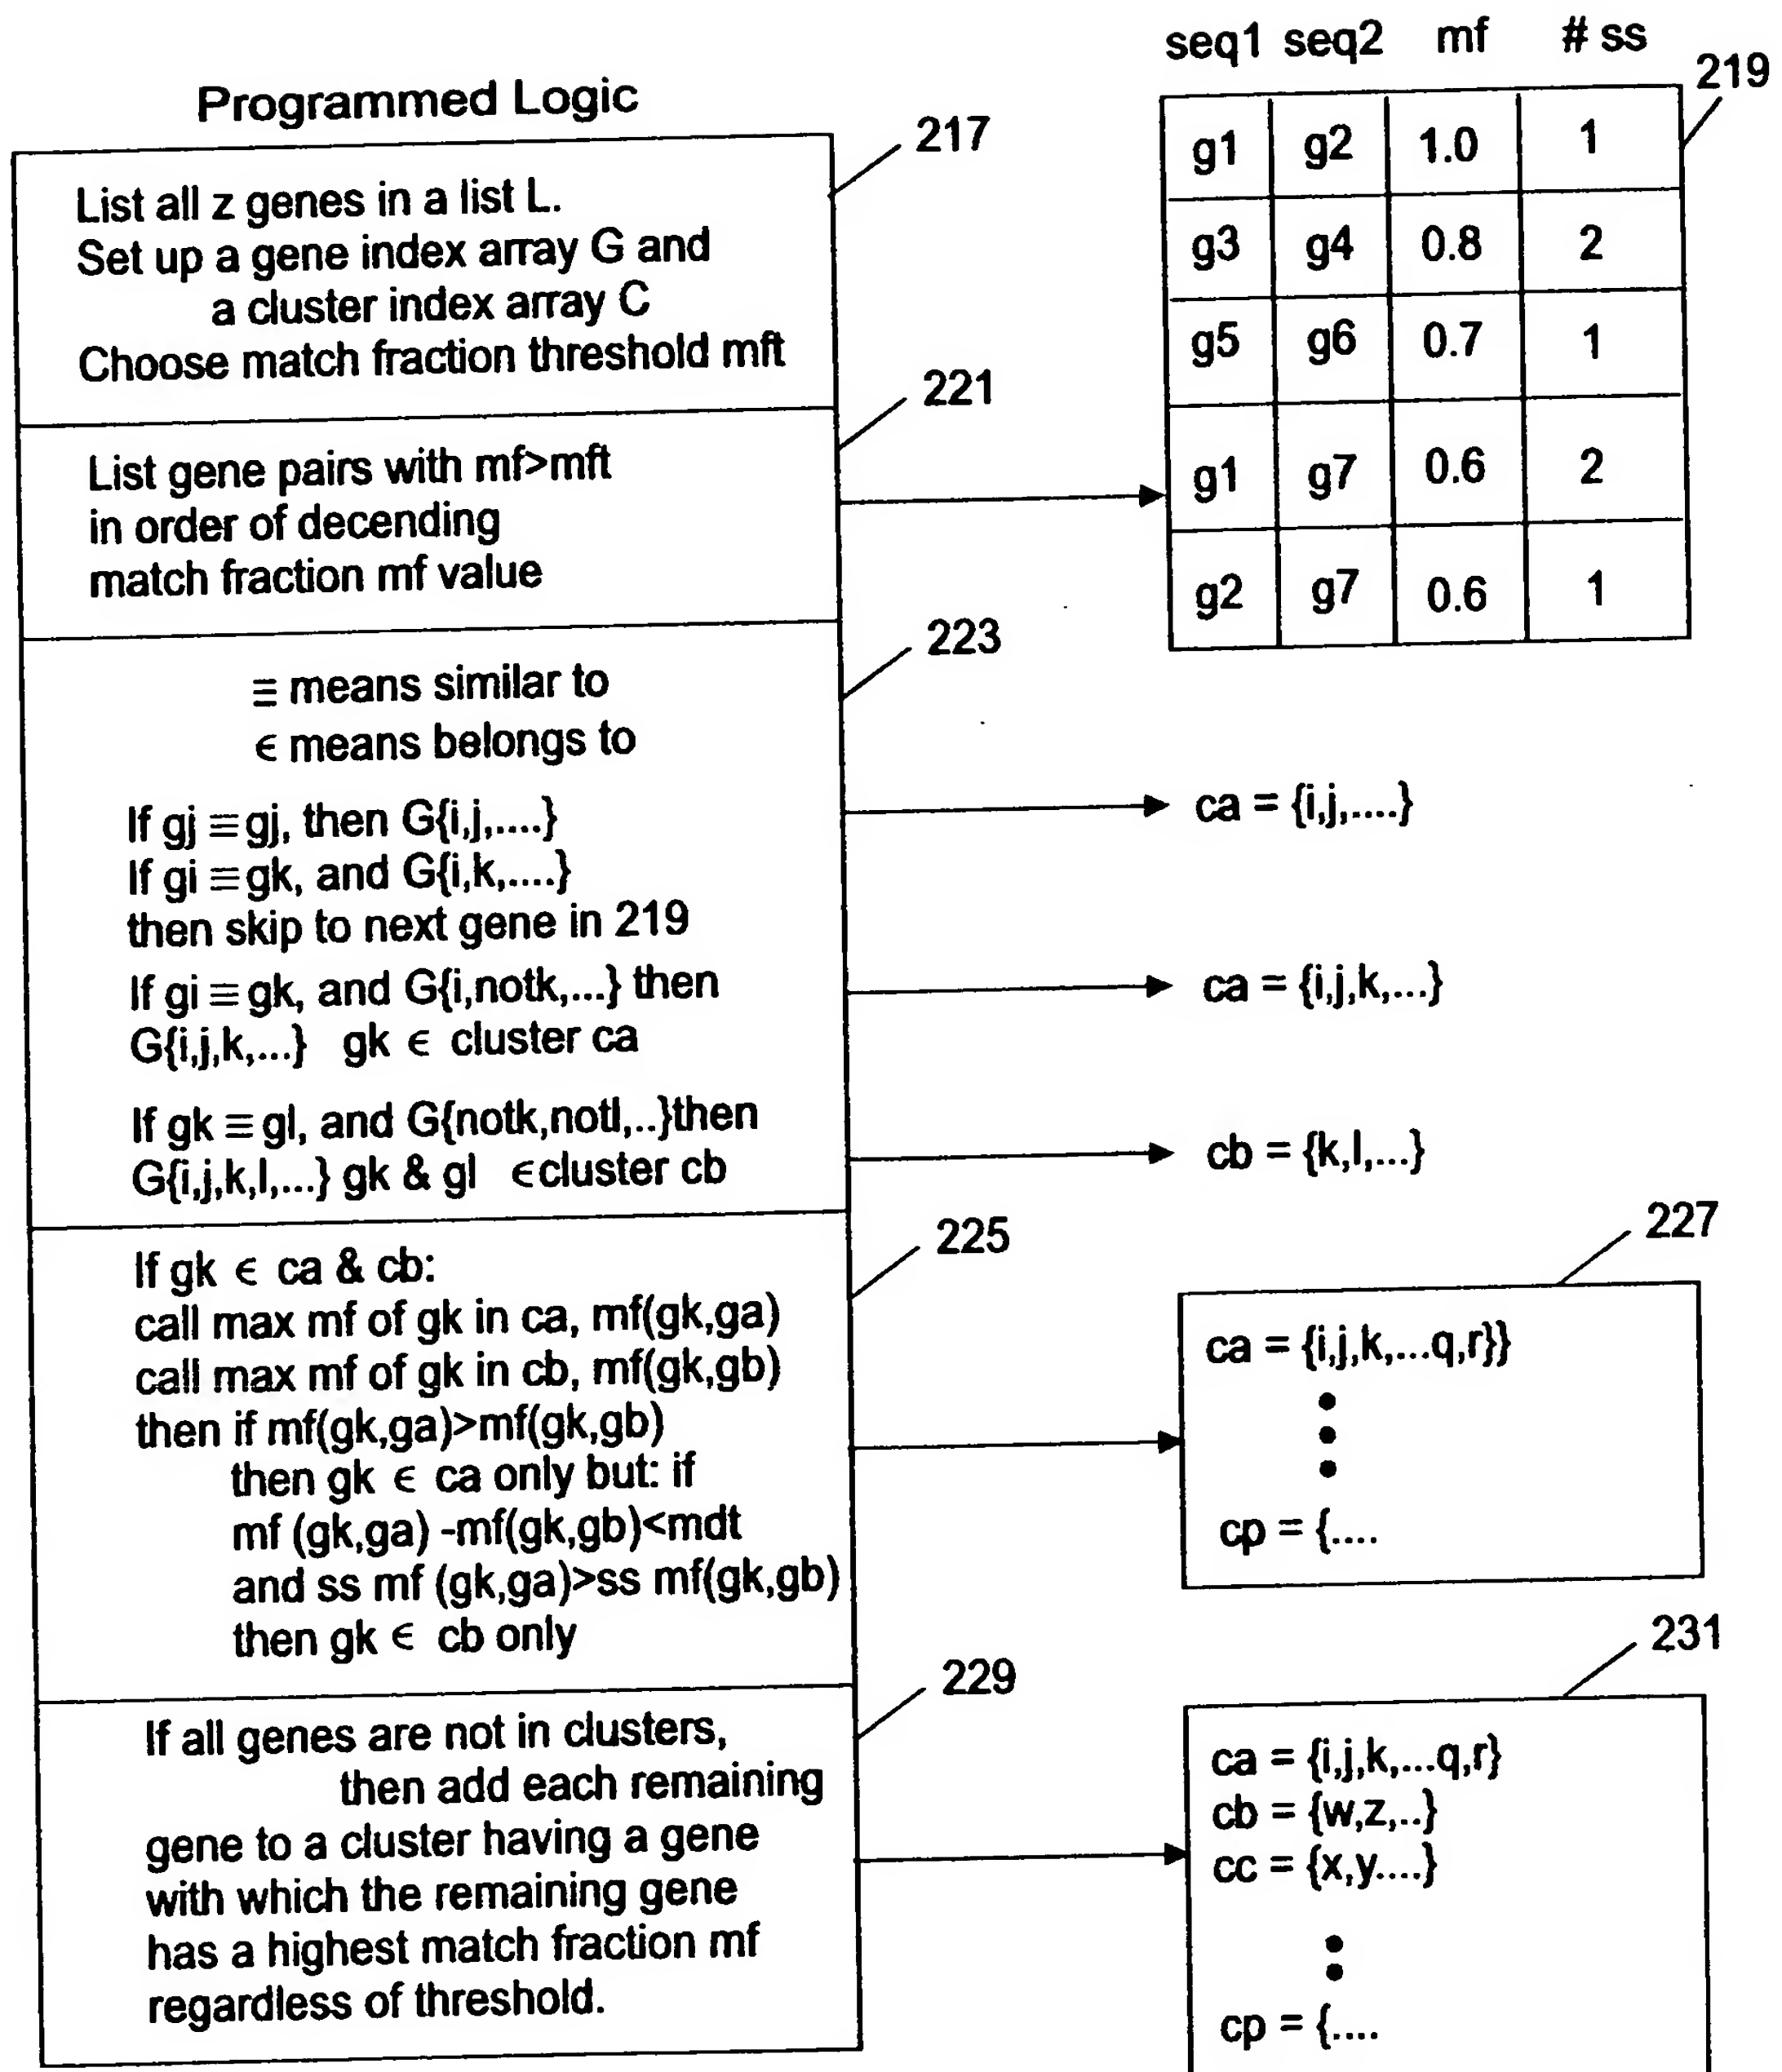 Programmed Logic
217
List all z genes in a list L.
Set up a gene index array G and
a cluster index array C
Choose match fraction threshold mft
221
List gene pairs with mf>mft
in order of decending
match fraction mf value
seq1 seq2 mf # ss
219
g1 g2 1.0 1
g3 g4 0.8 2
g5 g6 0.7 1
g1 g7 0.6 2
g2 g7 0.6 1
223
≡ means similar to
∈ means belongs to
If gj ≡ gj, then G{i,j,....}
ca = {i,j,....}
If gi ≡ gk, and G{i,k,....}
then skip to next gene in 219
If gi ≡ gk, and G{i,notk,...} then
ca = {i,j,k,...}
G{i,j,k,...} gk ∈ cluster ca
If gk ≡ gl, and G{notk,notl,..}then
cb = {k,l,...}
G{i,j,k,l,...} gk & gl ∈cluster cb
225
If gk ∈ ca & cb:
call max mf of gk in ca, mf(gk,ga)
call max mf of gk in cb, mf(gk,gb)
then if mf(gk,ga)>mf(gk,gb)
then gk ∈ ca only but: if
mf (gk,ga) -mf(gk,gb)<mdt
and ss mf (gk,ga)>ss mf(gk,gb)
then gk ∈ cb only
227
ca = {i,j,k,...q,r}}
cp = {....
229
If all genes are not in clusters,
then add each remaining
gene to a cluster having a gene
with which the remaining gene
has a highest match fraction mf
regardless of threshold.
231
ca = {i,j,k,...q,r}
cb = {w,z,..}
cc = {x,y....}
cp = {....